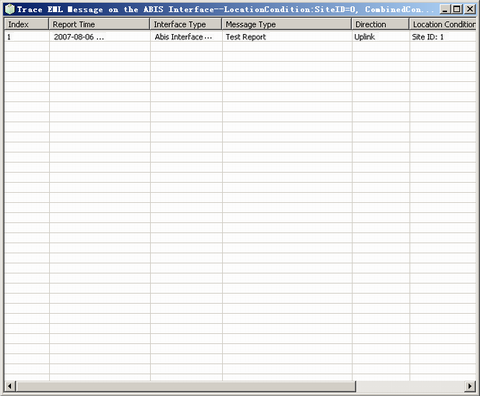 Trace EML Message on the ABIS Interface--LocationCondition:SiteID=0, CombinedCon...
Index Report Time Interface Type Message Type Direction Location Condition
1 2007-08-06 ... Abis Interface ... Test Report Uplink Site ID: 1